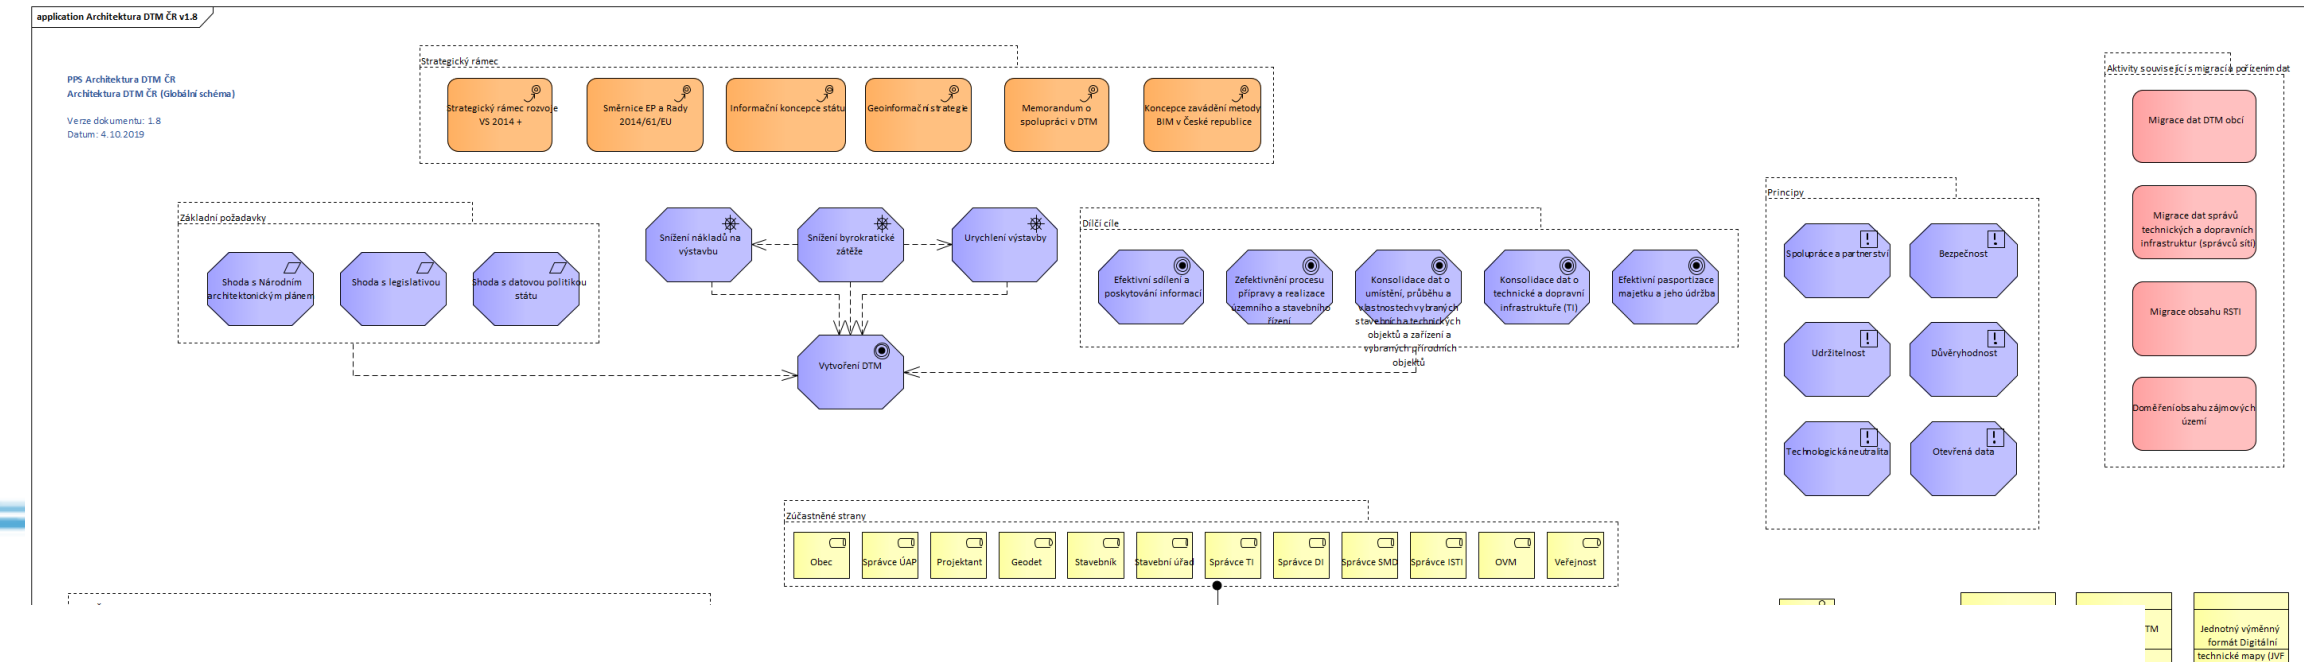 application Architektura DTM ČR v1.8
PPS Architektura DTM ČR
Architektura DTM ČR (Globální schéma)
Verze dokumentu: 1.8
Datum: 4.10.2019
Strategický rámec
Strategický rámec rozvoje
VS 2014 +
Směrnice EP a Rady
2014/61/EU
Informační koncepce státu
Geoinformační strategie
Memorandum o
spolupráci v DTM
Koncepce zavádění metody
BIM v České republice
Aktivity související s migrací a pořízením dat
Migrace dat DTM obcí
Migrace dat správů
technických a dopravních
infrastruktur (správců sítí)
Migrace obsahu RSTI
Doměření obsahu zájmových
území
Základní požadavky
Shoda s Národním
architektonickým plánem
Shoda s legislativou
Shoda s datovou politikou
státu
Snížení nákladů na
výstavbu
Snížení byrokratické
zátěže
Urychlení výstavby
Vytvoření DTM
Dílčí cíle
Efektivní sdílení a
poskytování informací
Zefektivnění procesu
přípravy a realizace
územního a stavebního
řízení
Konsolidace dat o
umístění, průběhu a
vlastnostech vybraných
stavebních a technických
objektů a zařízení a
vybraných přírodních
objektů
Konsolidace dat o
technické a dopravní
infrastruktuře (TI)
Efektivní pasportizace
majetku a jeho údržba
Principy
Spolupráce a partnerství
Bezpečnost
Udržitelnost
Důvěryhodnost
Technologická neutralita
Otevřená data
Zúčastněné strany
Obec
Správce ÚAP
Projektant
Geodet
Stavebník
Stavební úřad
Správce TI
Správce DI
Správce SMD
Správce ISTI
OVM
Veřejnost
TM
Jednotný výměnný
formát Digitální
technické mapy (JVF